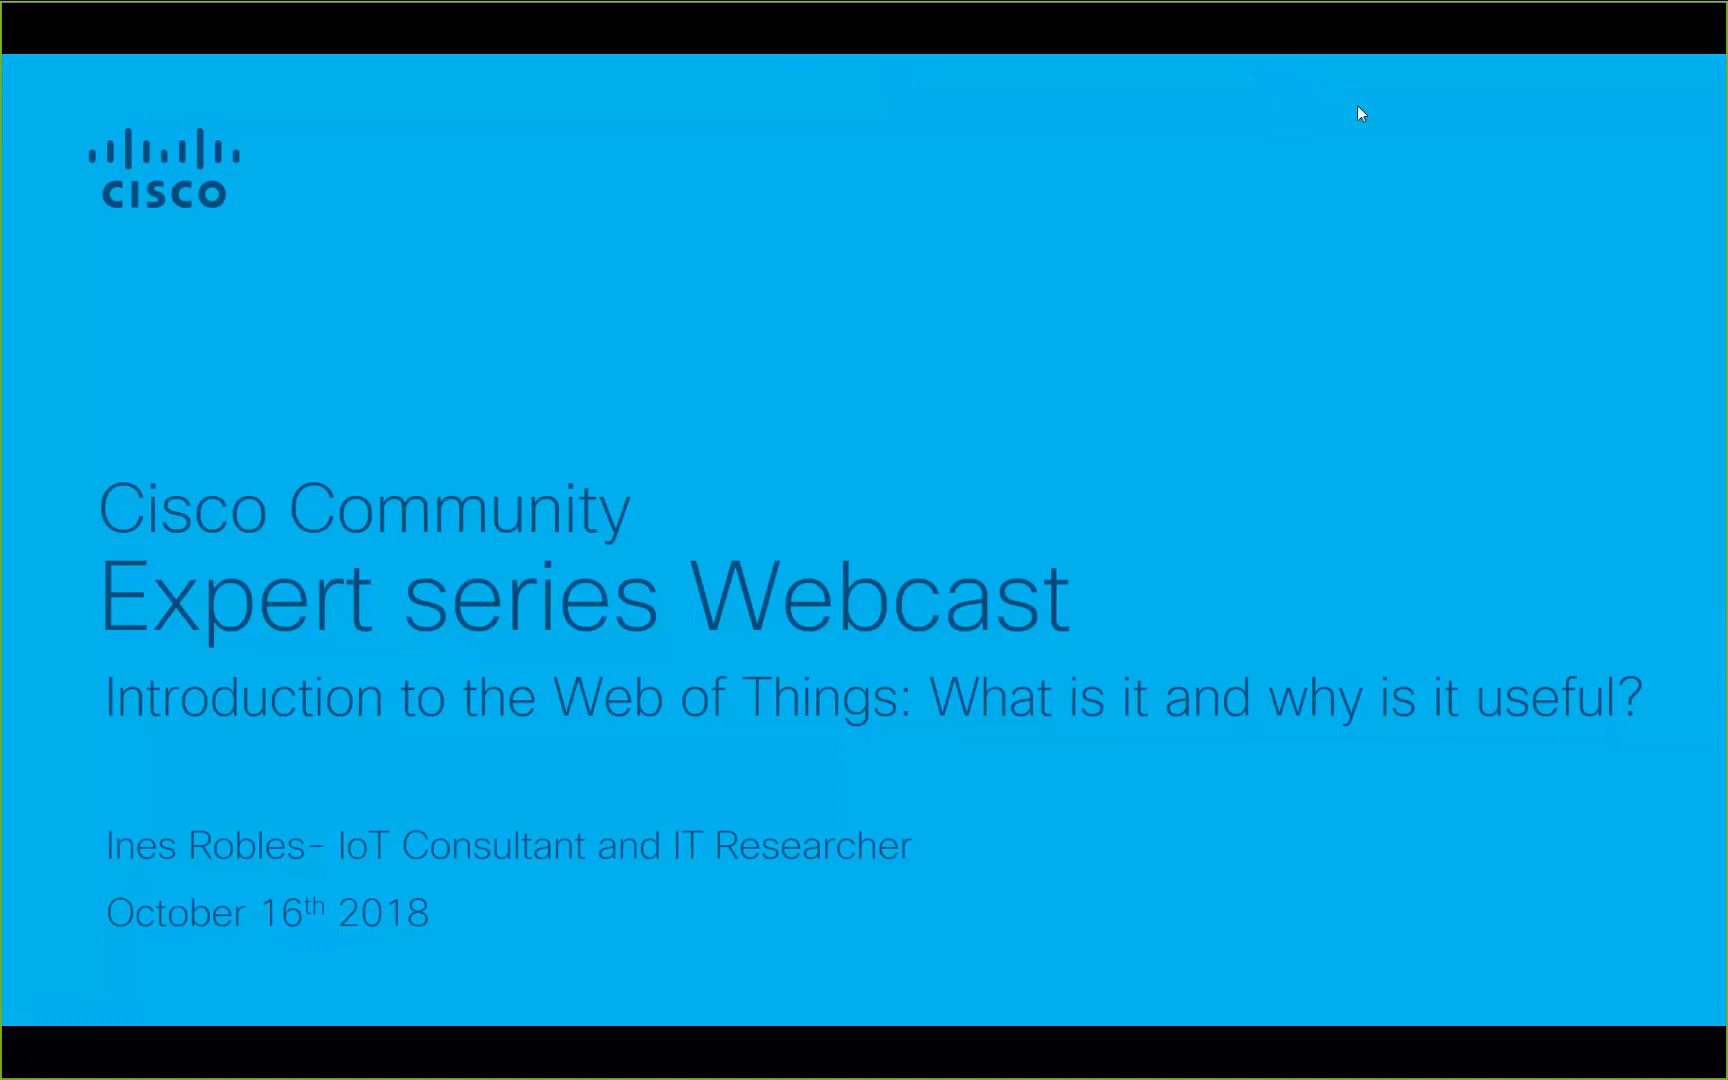 CISCO
Cisco Community
Expert series Webcast
Introduction to the Web of Things: What is it and why is it useful?
Ines Robles- IoT Consultant and IT Researcher
October 16th 2018